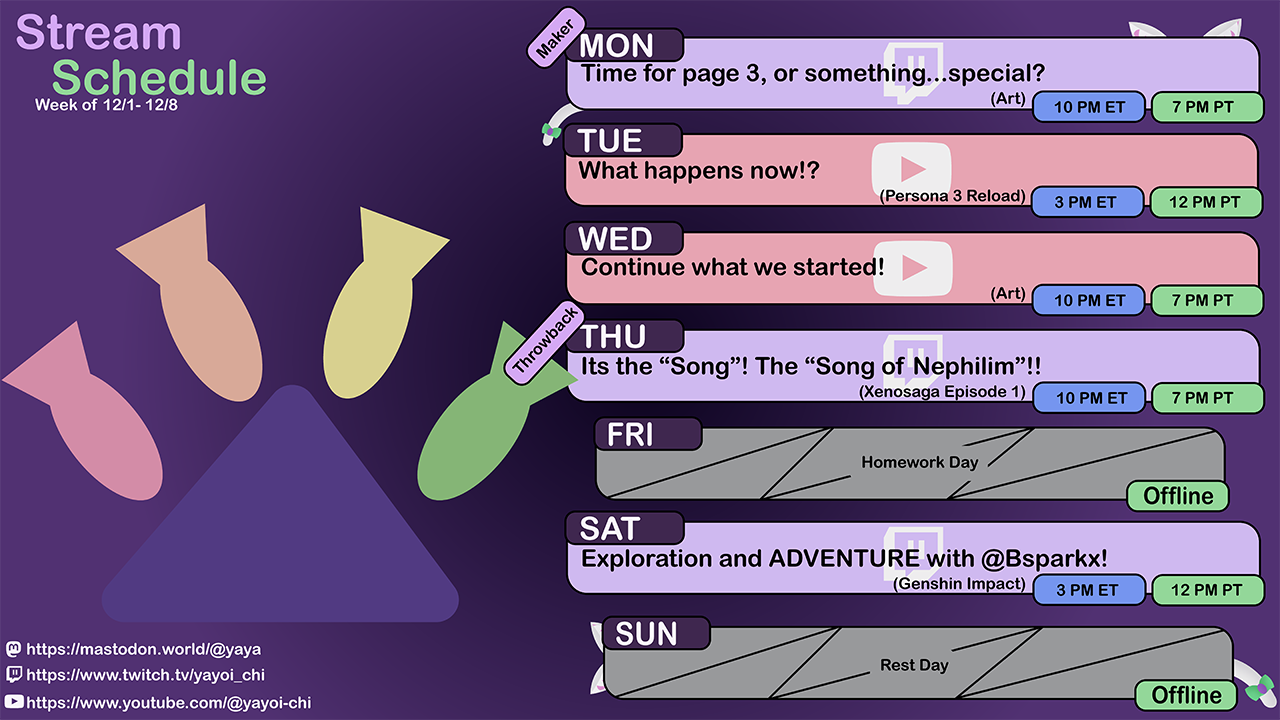 Stream
Schedule
Week of 12/1- 12/8
Maker
MON
Time for page 3, or something...special?
(Art)
10 PM ET
7 PM PT
TUE
What happens now!?
(Persona 3 Reload)
3 PM ET
12 PM PT
WED
Continue what we started!
(Art)
10 PM ET
7 PM PT
Throwback
THU
Its the “Song”! The “Song of Nephilim”!!
(Xenosaga Episode 1)
10 PM ET
7 PM PT
FRI
Homework Day
Offline
SAT
Exploration and ADVENTURE with @Bsparkx!
(Genshin Impact)
3 PM ET
12 PM PT
SUN
Rest Day
Offline
https://mastodon.world/@yaya
https://www.twitch.tv/yayoi_chi
https://www.youtube.com/@yayoi-chi